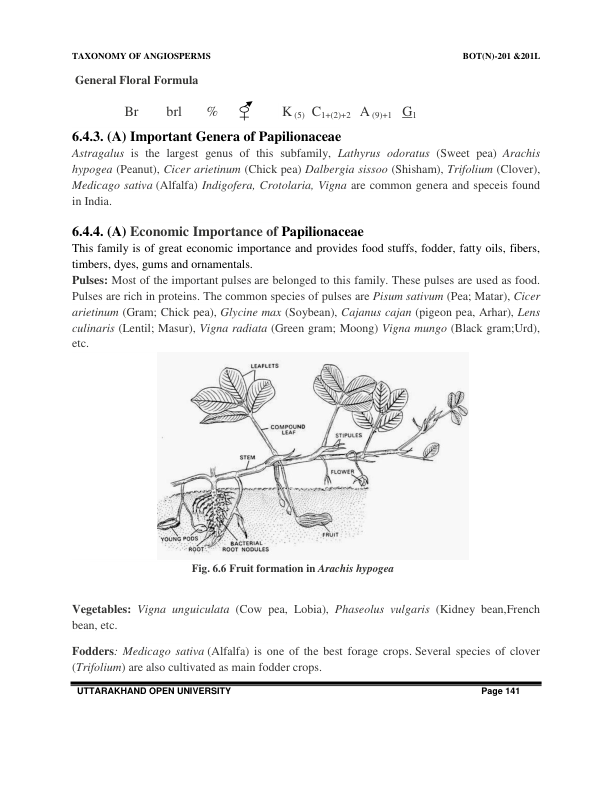 TAXONOMY OF ANGIOSPERMS BOT(N)-201 &201L
General Floral Formula
Br brl % ⚥ K (5) C1+(2)+2 A (9)+1 G1
6.4.3. (A) Important Genera of Papilionaceae
Astragalus is the largest genus of this subfamily, Lathyrus odoratus (Sweet pea) Arachis
hypogea (Peanut), Cicer arietinum (Chick pea) Dalbergia sissoo (Shisham), Trifolium (Clover),
Medicago sativa (Alfalfa) Indigofera, Crotolaria, Vigna are common genera and speceis found
in India.
6.4.4. (A) Economic Importance of Papilionaceae
This family is of great economic importance and provides food stuffs, fodder, fatty oils, fibers,
timbers, dyes, gums and ornamentals.
Pulses: Most of the important pulses are belonged to this family. These pulses are used as food.
Pulses are rich in proteins. The common species of pulses are Pisum sativum (Pea; Matar), Cicer
arietinum (Gram; Chick pea), Glycine max (Soybean), Cajanus cajan (pigeon pea, Arhar), Lens
culinaris (Lentil; Masur), Vigna radiata (Green gram; Moong) Vigna mungo (Black gram;Urd),
etc.
LEAFLETS
COMPOUND
LEAF
STIPULES
STEM
FLOWER
YOUNG PODS
ROOT
BACTERIAL
ROOT NODULES
FRUIT
Fig. 6.6 Fruit formation in Arachis hypogea
Vegetables: Vigna unguiculata (Cow pea, Lobia), Phaseolus vulgaris (Kidney bean,French
bean, etc.
Fodders: Medicago sativa (Alfalfa) is one of the best forage crops. Several species of clover
(Trifolium) are also cultivated as main fodder crops.
UTTARAKHAND OPEN UNIVERSITY Page 141